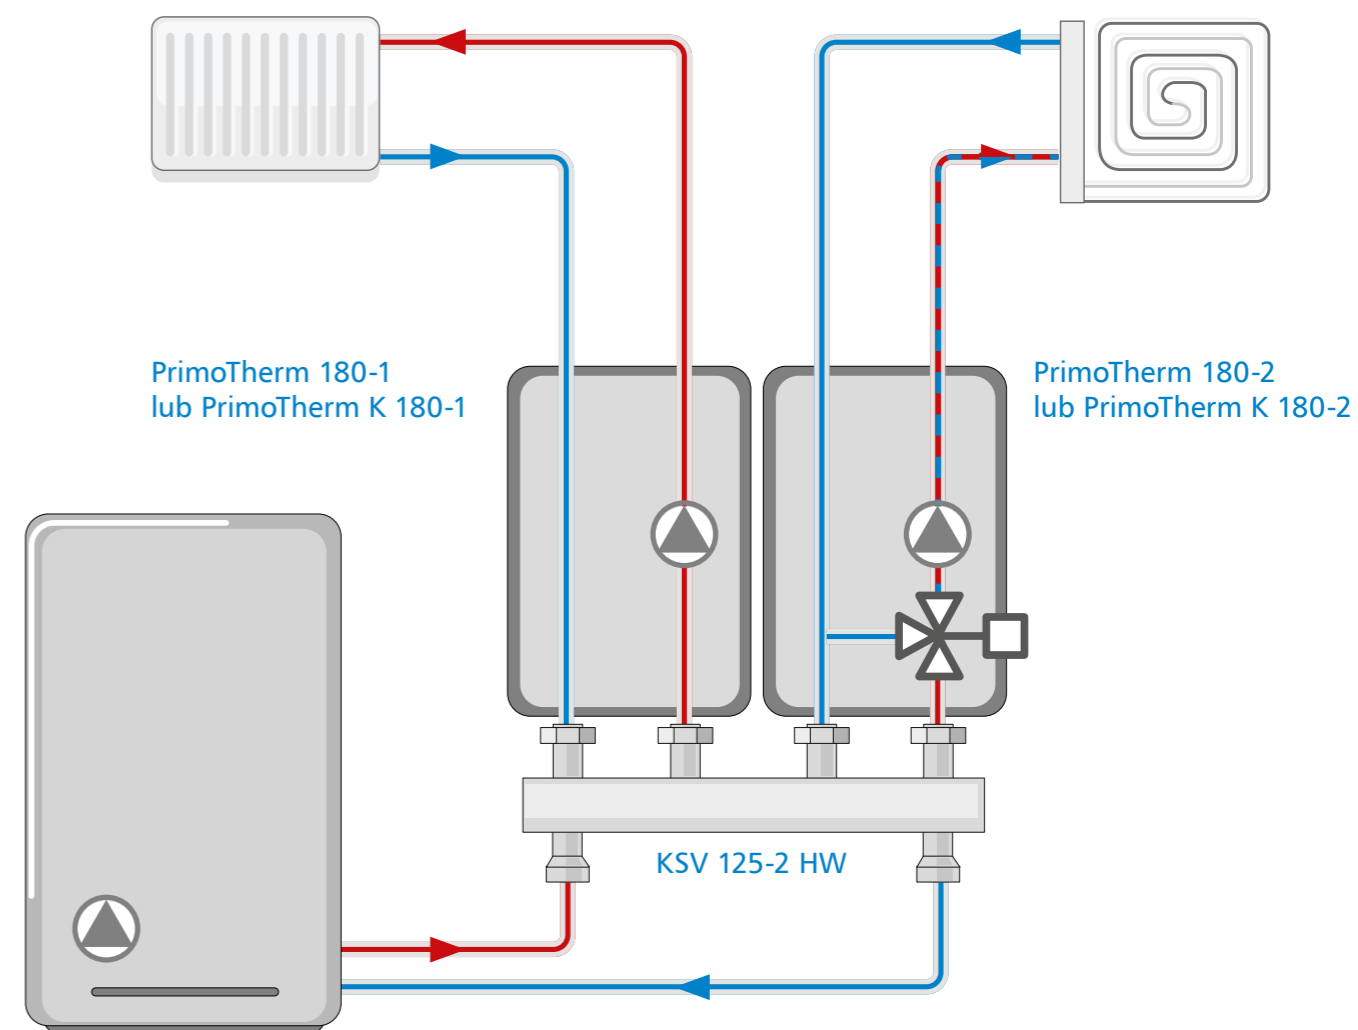 PrimoTherm 180-1
lub PrimoTherm K 180-1
PrimoTherm 180-2
lub PrimoTherm K 180-2
KSV 125-2 HW